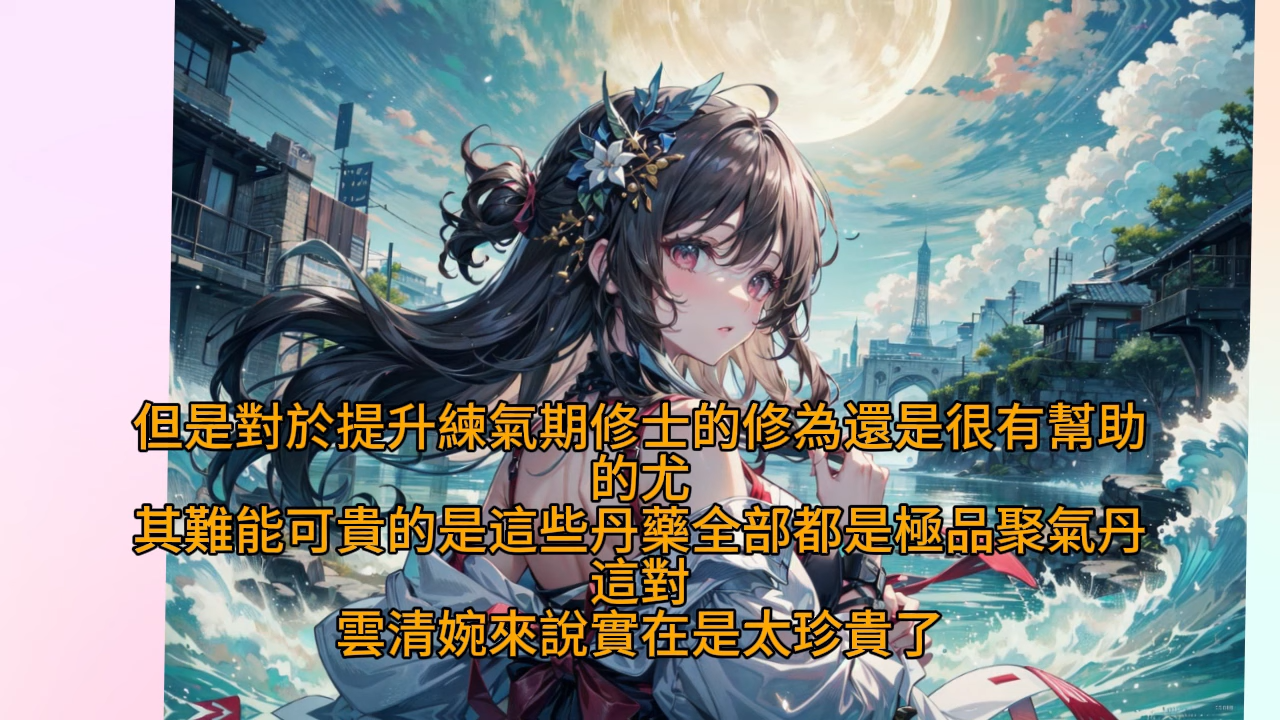 但是對於提升練氣期修士的修為還是很有幫助
的尤
其難能可貴的是這些丹藥全部都是極品聚氣丹
這對
雲清婉來說實在是太珍貴了